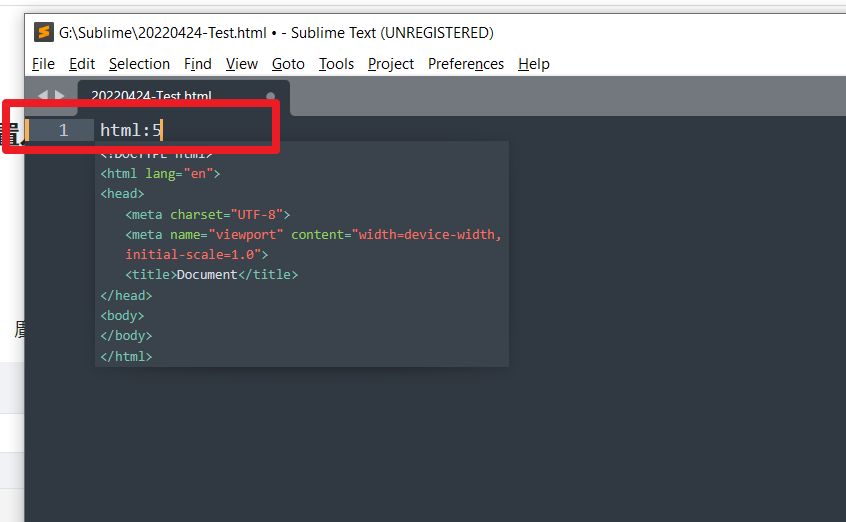 G:\Sublime\20220424-Test.html • - Sublime Text (UNREGISTERED)
File Edit Selection Find View Goto Tools Project Preferences Help
20220424-Test.html
1 html:5
<!DOCTYPE html>
<html lang="en">
<head>
<meta charset="UTF-8">
<meta name="viewport" content="width=device-width,
initial-scale=1.0">
<title>Document</title>
</head>
<body>
</body>
</html>